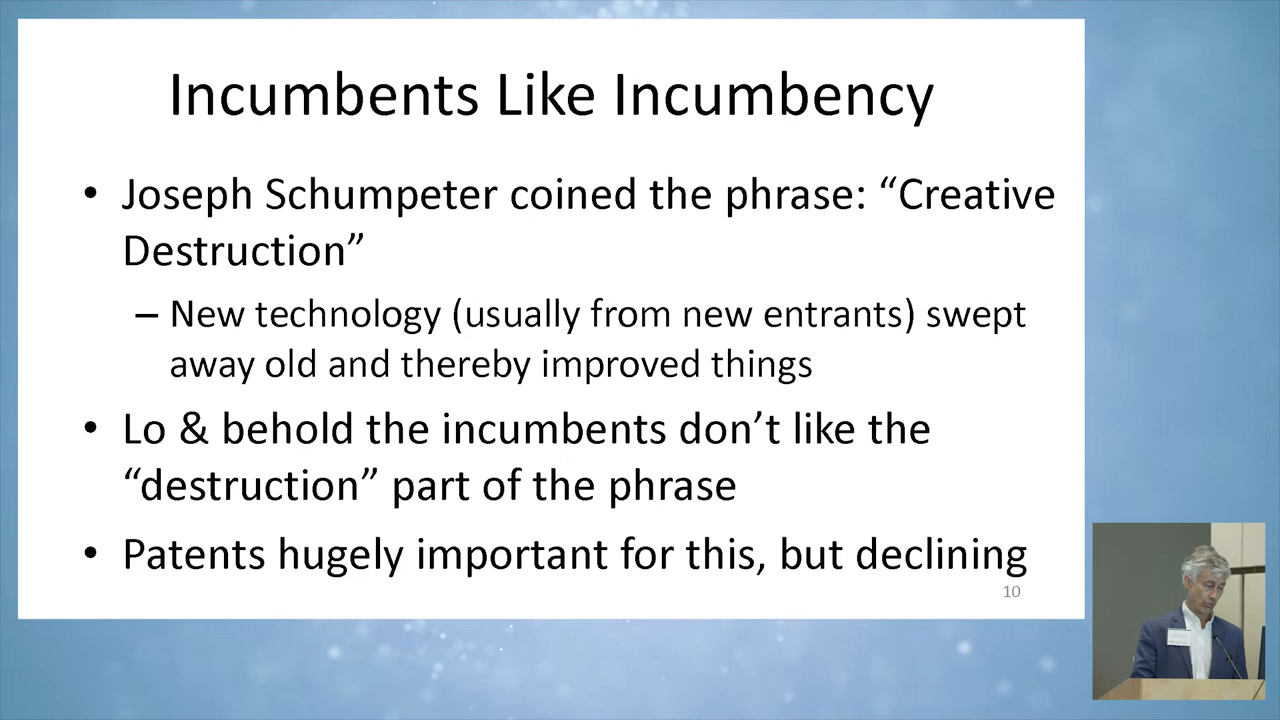 Incumbents Like Incumbency
• Joseph Schumpeter coined the phrase: “Creative
Destruction”
– New technology (usually from new entrants) swept
away old and thereby improved things
• Lo & behold the incumbents don’t like the
“destruction” part of the phrase
• Patents hugely important for this, but declining
10